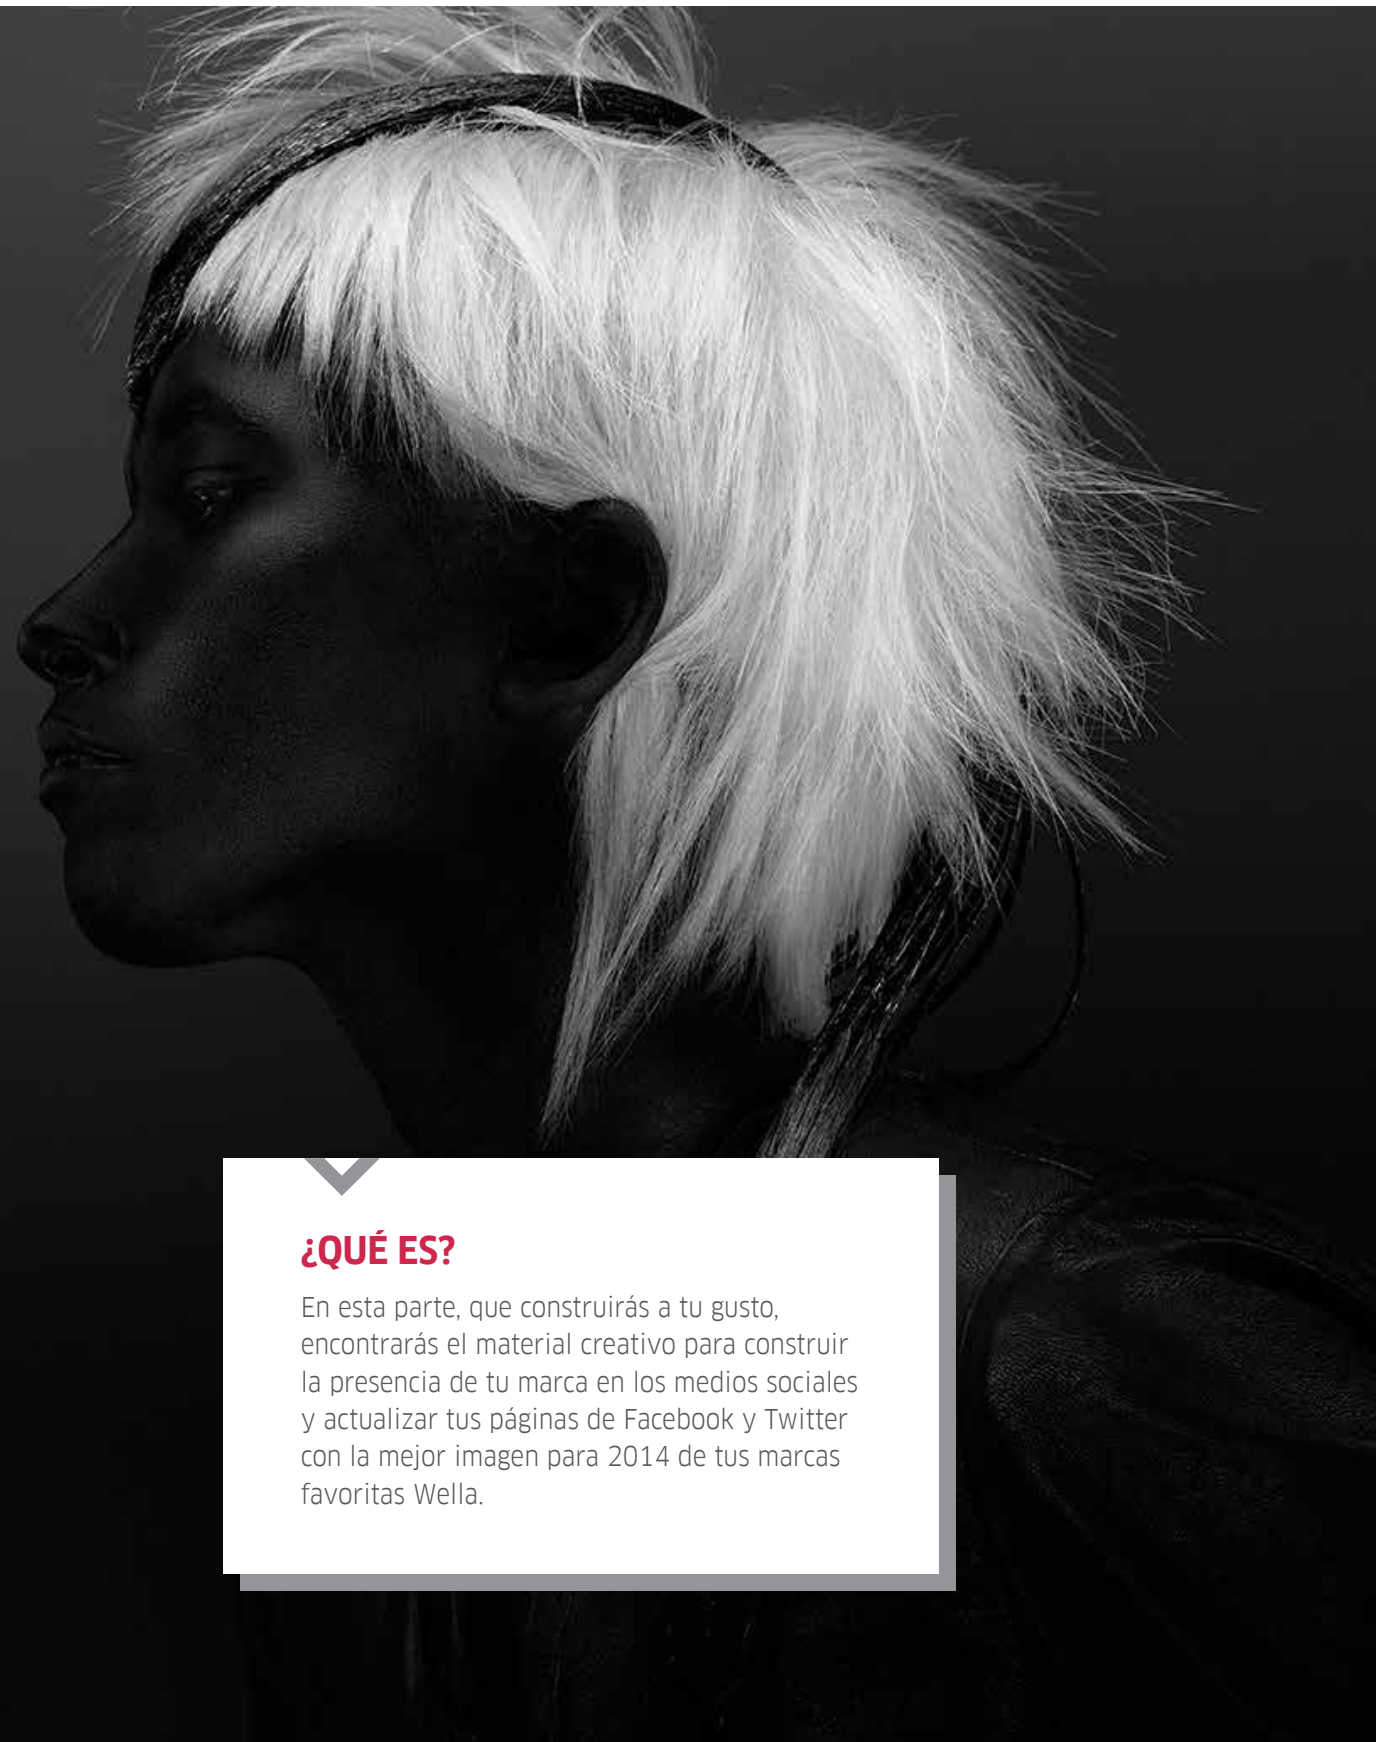 ¿QUÉ ES?
En esta parte, que construirás a tu gusto,
encontrarás el material creativo para construir
la presencia de tu marca en los medios sociales
y actualizar tus páginas de Facebook y Twitter
con la mejor imagen para 2014 de tus marcas
favoritas Wella.